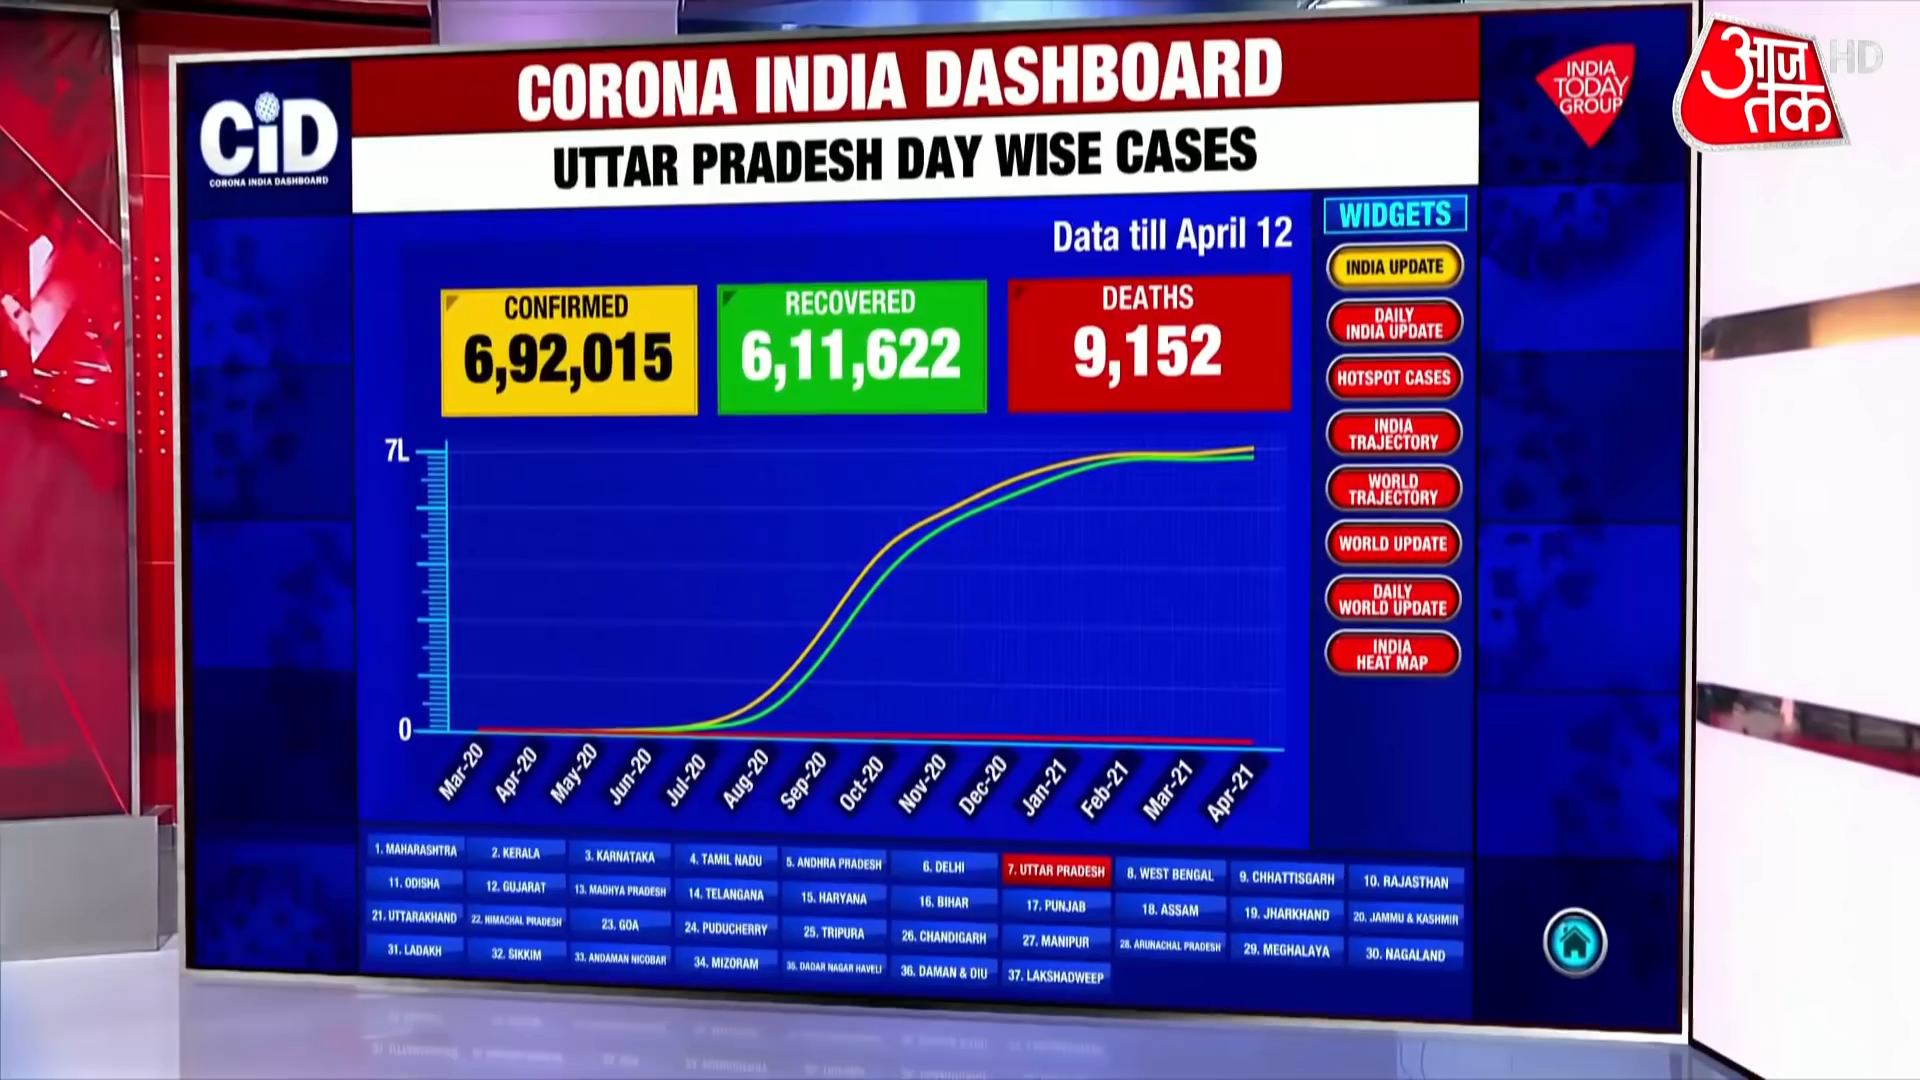 CORONA INDIA DASHBOARD
UTTAR PRADESH DAY WISE CASES
CiD
CORONA INDIA DASHBOARD
INDIA
TODAY
GROUP
आज
तक
HD
Data till April 12
CONFIRMED
6,92,015
RECOVERED
6,11,622
DEATHS
9,152
WIDGETS
INDIA UPDATE
DAILY
INDIA UPDATE
HOTSPOT CASES
INDIA
TRAJECTORY
WORLD
TRAJECTORY
WORLD UPDATE
DAILY
WORLD UPDATE
INDIA
HEAT MAP
7L
0
Mar-20 Apr-20 May-20 Jun-20 Jul-20 Aug-20 Sep-20 Oct-20 Nov-20 Dec-20 Jan-21 Feb-21 Mar-21 Apr-21
1. MAHARASHTRA 2. KERALA 3. KARNATAKA 4. TAMIL NADU 5. ANDHRA PRADESH 6. DELHI 7. UTTAR PRADESH 8. WEST BENGAL 9. CHHATTISGARH 10. RAJASTHAN
11. ODISHA 12. GUJARAT 13. MADHYA PRADESH 14. TELANGANA 15. HARYANA 16. BIHAR 17. PUNJAB 18. ASSAM 19. JHARKHAND 20. JAMMU & KASHMIR
21. UTTARAKHAND 22. HIMACHAL PRADESH 23. GOA 24. PUDUCHERRY 25. TRIPURA 26. CHANDIGARH 27. MANIPUR 28. ARUNACHAL PRADESH 29. MEGHALAYA 30. NAGALAND
31. LADAKH 32. SIKKIM 33. ANDAMAN NICOBAR 34. MIZORAM 35. DADAR NAGAR HAVELI 36. DAMAN & DIU 37. LAKSHADWEEP